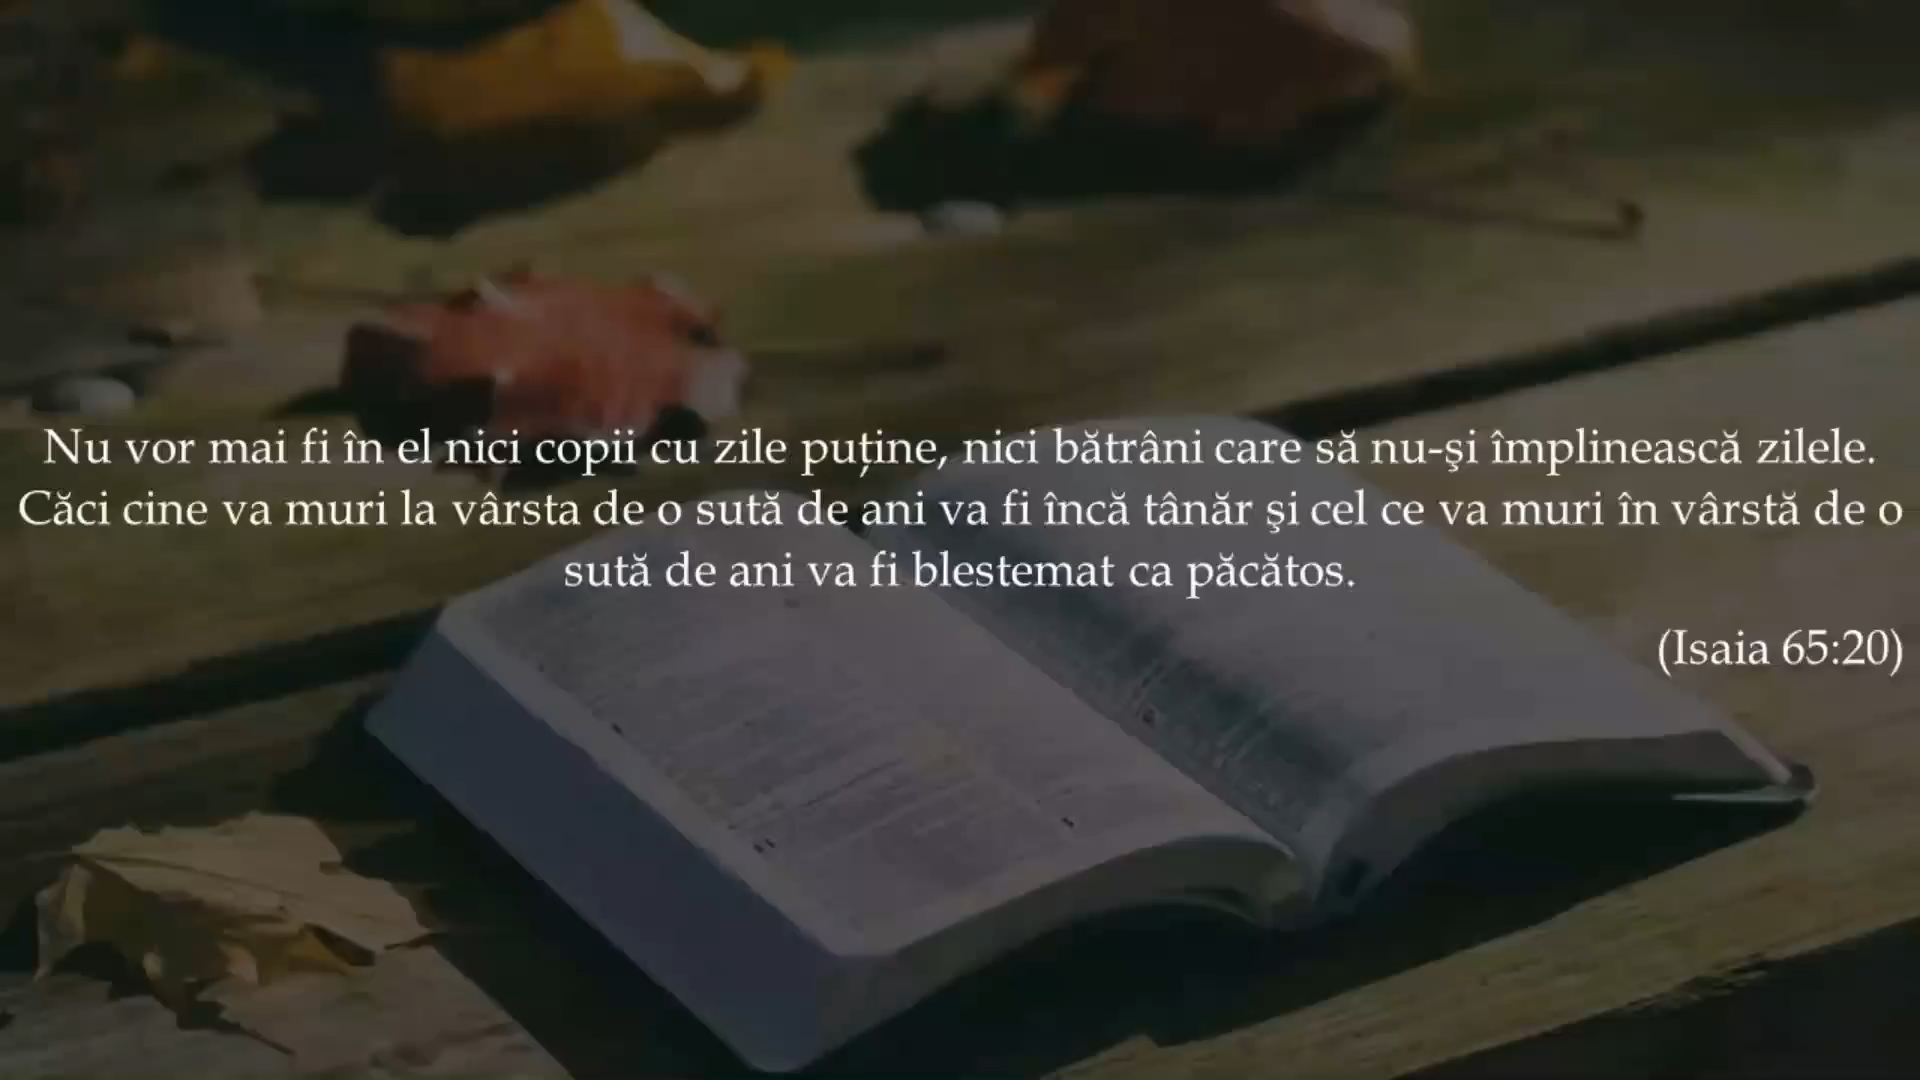 Nu vor mai fi în el nici copii cu zile puţine, nici bătrâni care să nu-şi împlinească zilele.
Căci cine va muri la vârsta de o sută de ani va fi încă tânăr şi cel ce va muri în vârstă de o
sută de ani va fi blestemat ca păcătos.
(Isaia 65:20)